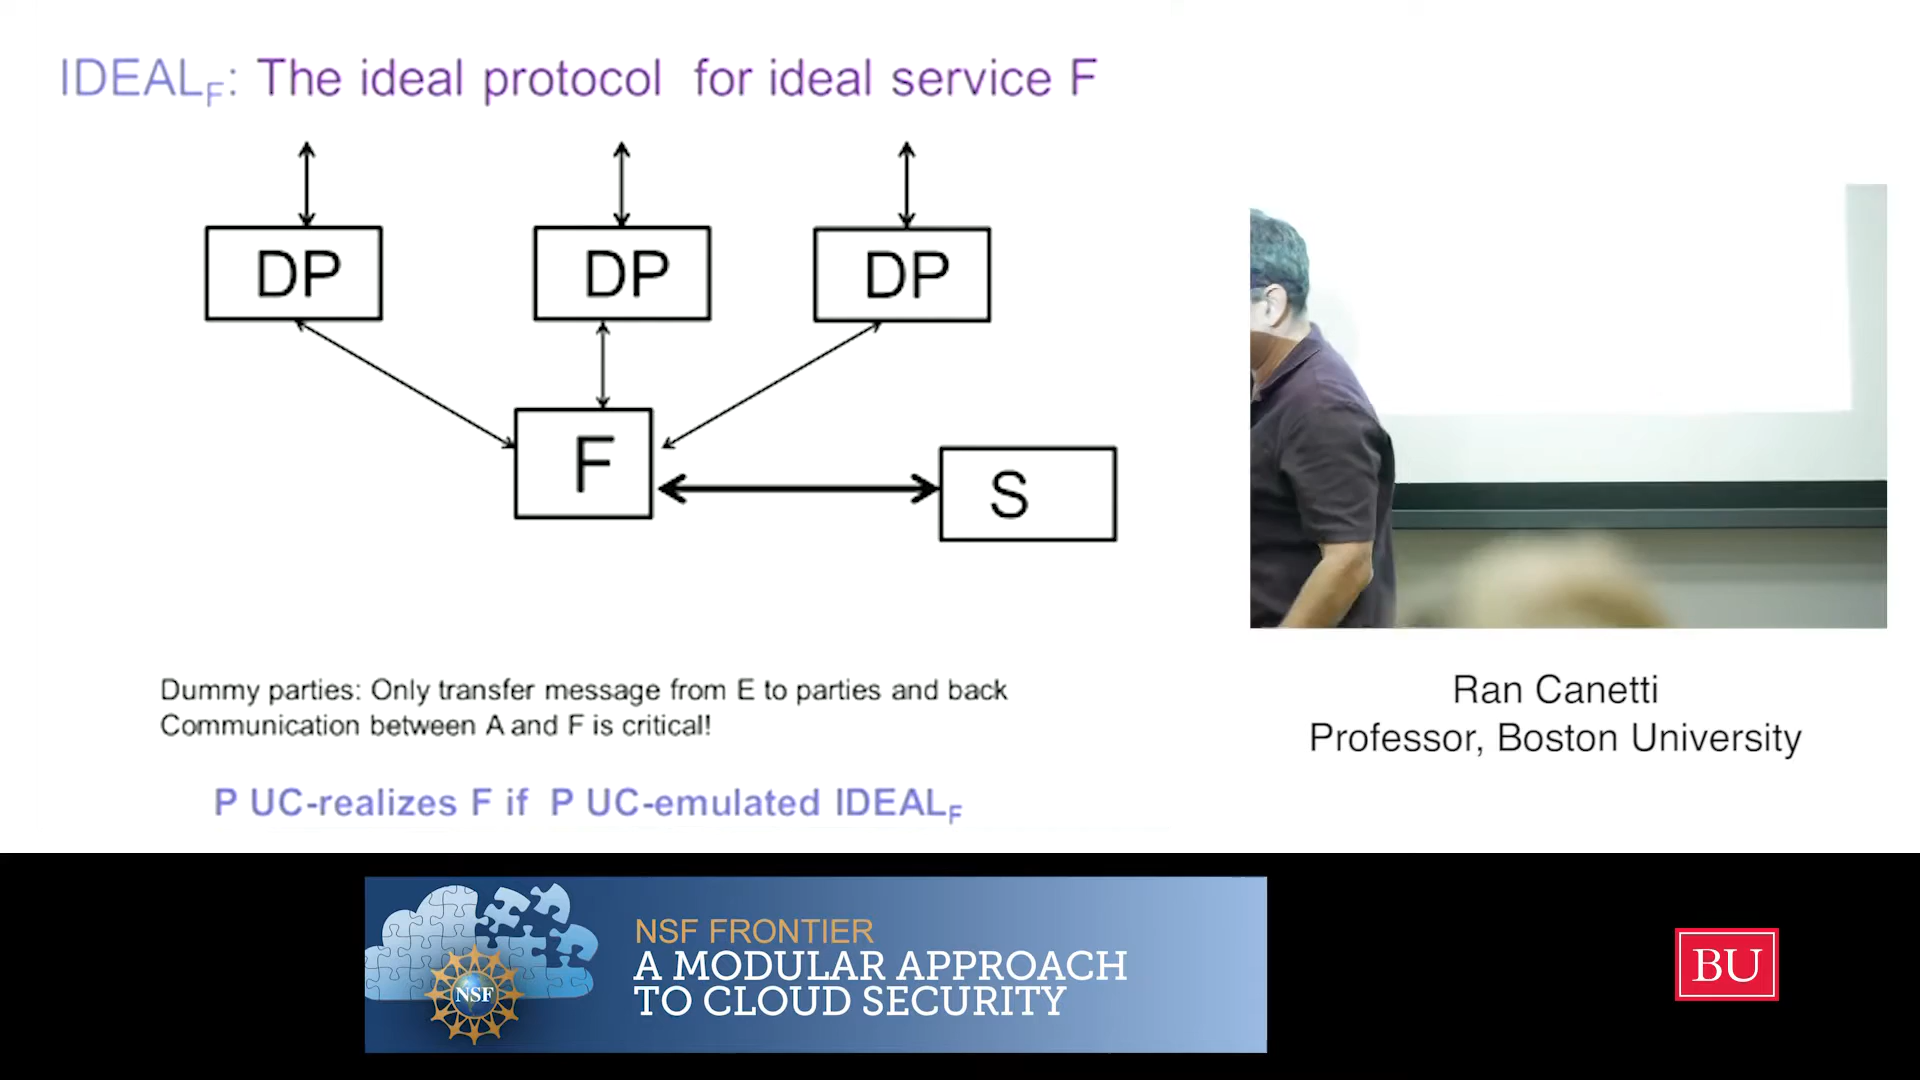 IDEALF: The ideal protocol for ideal service F
DP
DP
DP
F
S
Dummy parties: Only transfer message from E to parties and back
Communication between A and F is critical!
P UC-realizes F if P UC-emulated IDEALF
Ran Canetti
Professor, Boston University
NSF FRONTIER
A MODULAR APPROACH
TO CLOUD SECURITY
NSF
BU